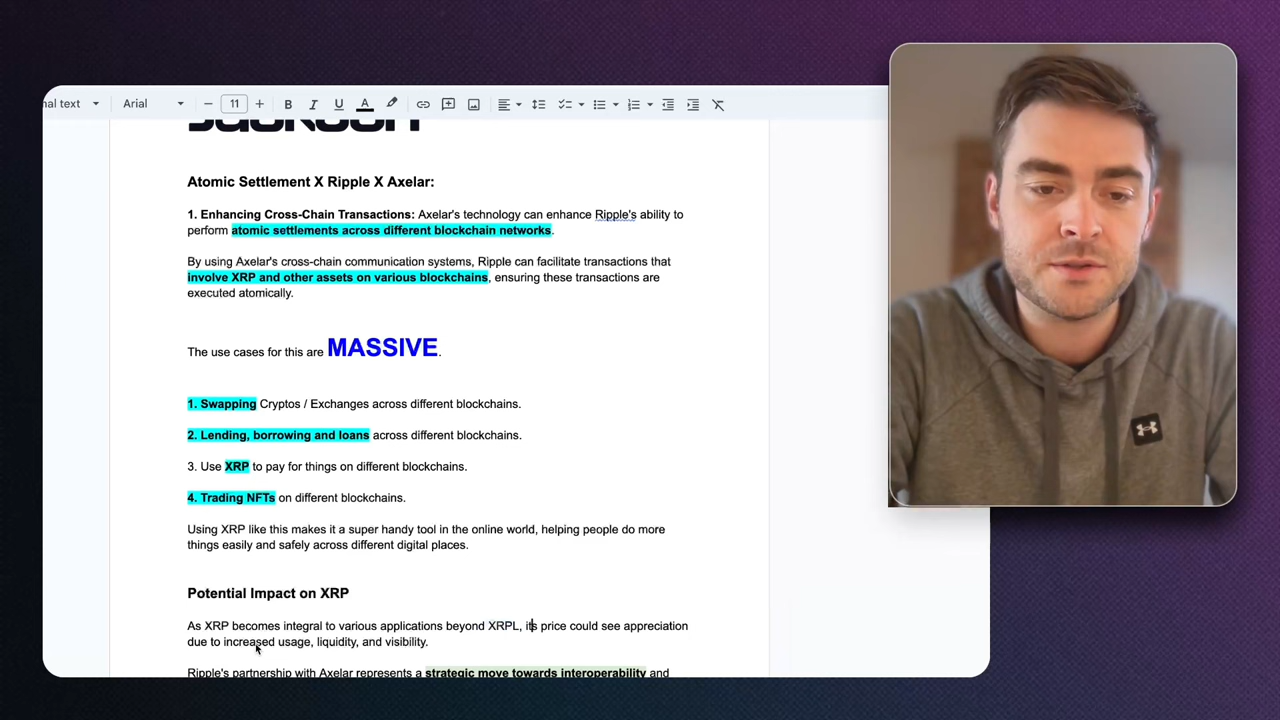 nal text
Arial
11
B I U A
Atomic Settlement X Ripple X Axelar:
1. Enhancing Cross-Chain Transactions: Axelar's technology can enhance Ripple's ability to
perform atomic settlements across different blockchain networks.
By using Axelar's cross-chain communication systems, Ripple can facilitate transactions that
involve XRP and other assets on various blockchains, ensuring these transactions are
executed atomically.
The use cases for this are MASSIVE.
1. Swapping Cryptos / Exchanges across different blockchains.
2. Lending, borrowing and loans across different blockchains.
3. Use XRP to pay for things on different blockchains.
4. Trading NFTs on different blockchains.
Using XRP like this makes it a super handy tool in the online world, helping people do more
things easily and safely across different digital places.
Potential Impact on XRP
As XRP becomes integral to various applications beyond XRPL, its price could see appreciation
due to increased usage, liquidity, and visibility.
Ripple's partnership with Axelar represents a strategic move towards interoperability and